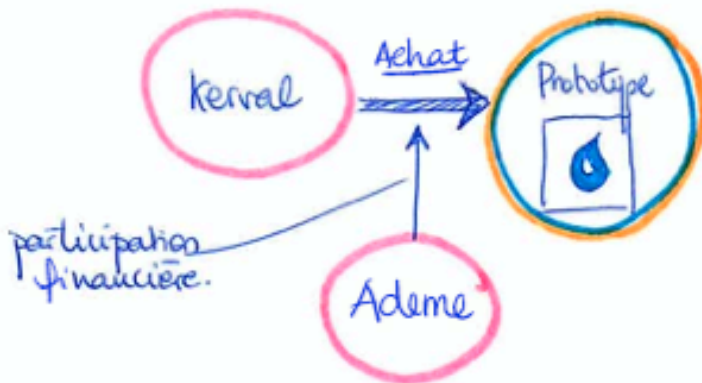 Achat
Kerval
Prototype
participation
financière.
Ademe